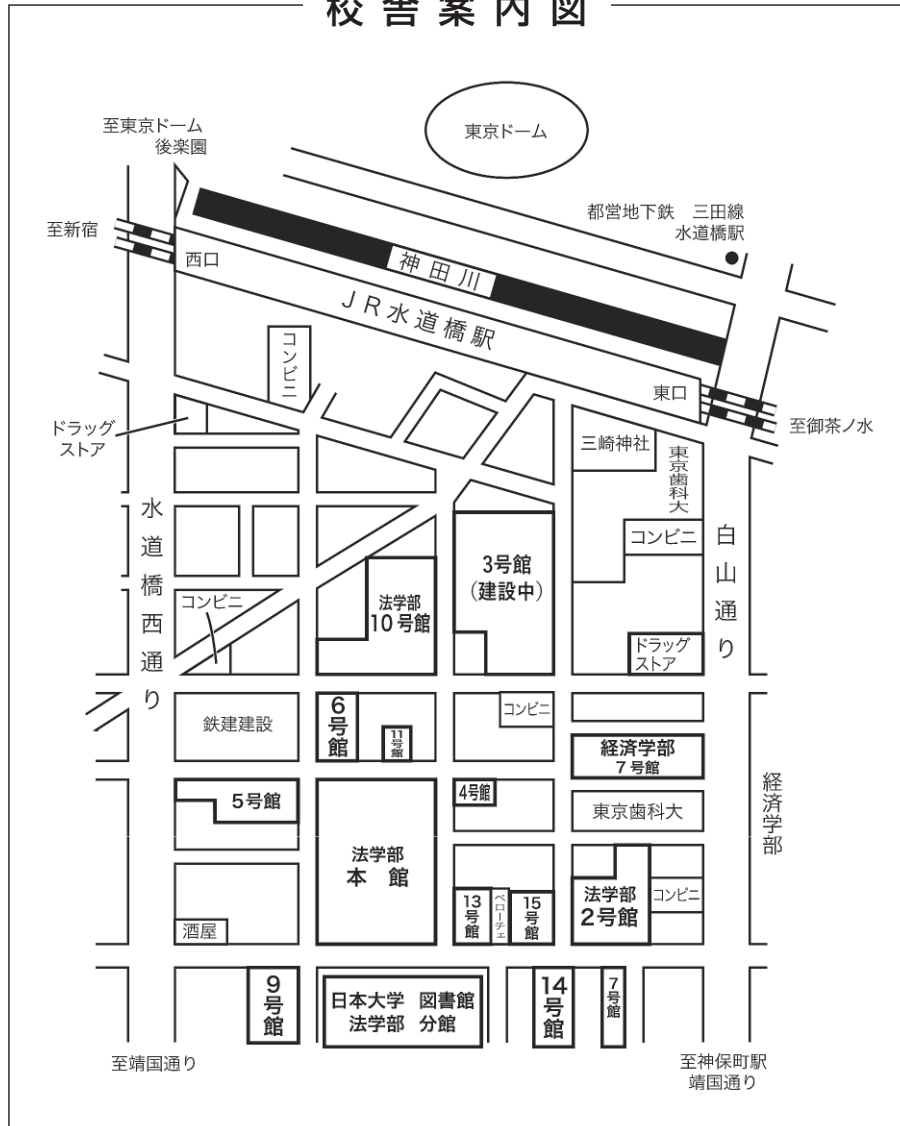 校舎案内図
東京ドーム
至東京ドーム
後楽園
都営地下鉄　三田線
水道橋駅
至新宿
西口
神田川
JR水道橋駅
コンビニ
東口
至御茶ノ水
ドラッグ
ストア
三崎神社
東京歯科大
水道橋西通り
白山通り
コンビニ
3号館
（建設中）
コンビニ
法学部
10号館
ドラッグ
ストア
鉄建建設
6号館
11号館
コンビニ
経済学部
7号館
経済学部
5号館
4号館
東京歯科大
法学部
本　館
13号館
ベローチェ
15号館
法学部
2号館
コンビニ
酒屋
9号館
日本大学　図書館
法学部　分館
14号館
7号館
至靖国通り
至神保町駅
靖国通り